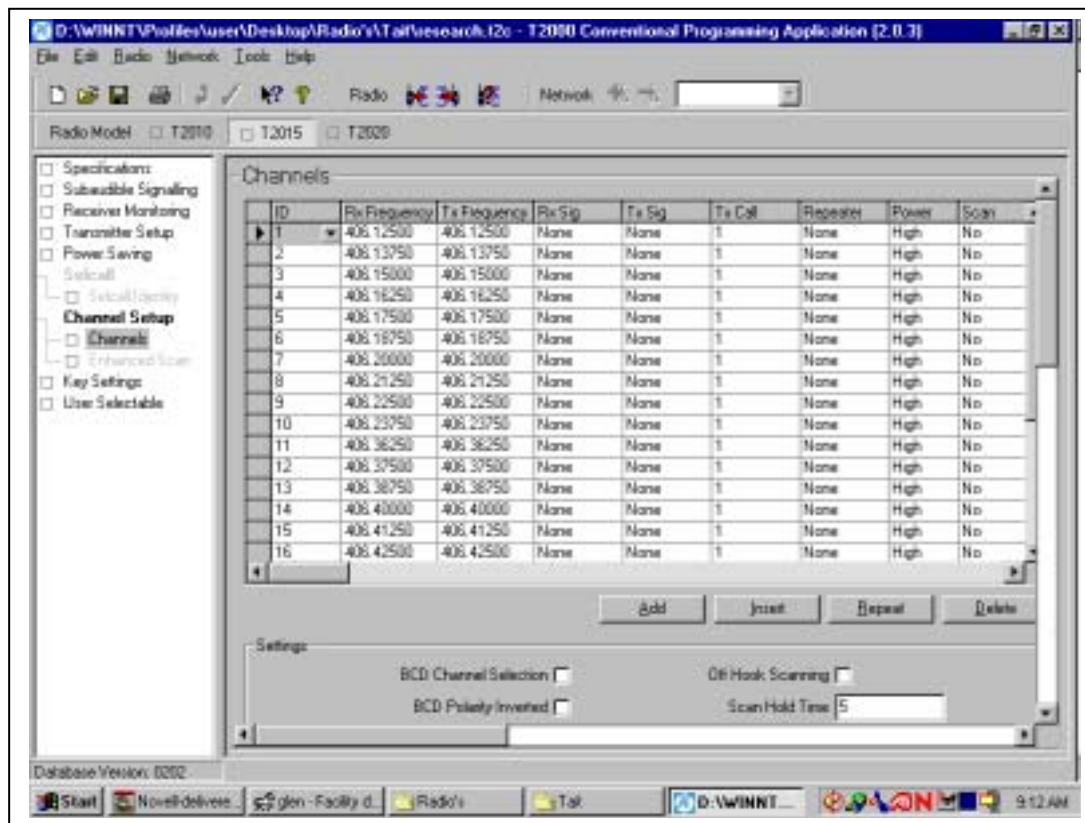 D:\WINNT\Profiles\user\Desktop\Radio's\Tait\research.t2c - T2000 Conventional Programming Application [2.0.3]
File Edit Radio Network Tools Help
Radio Network
Radio Model T2010 T2015 T2020
Specifications
Subaudible Signalling
Receiver Monitoring
Transmitter Setup
Power Saving
Selcall
Selcall Identity
Channel Setup
Channels
Enhanced Scan
Key Settings
User Selectable
Channels
ID Rx Frequency Tx Frequency Rx Sig Tx Sig Tx Call Repeater Power Scan
1 406.12500 406.12500 None None 1 None High No
2 406.13750 406.13750 None None 1 None High No
3 406.15000 406.15000 None None 1 None High No
4 406.16250 406.16250 None None 1 None High No
5 406.17500 406.17500 None None 1 None High No
6 406.18750 406.18750 None None 1 None High No
7 406.20000 406.20000 None None 1 None High No
8 406.21250 406.21250 None None 1 None High No
9 406.22500 406.22500 None None 1 None High No
10 406.23750 406.23750 None None 1 None High No
11 406.36250 406.36250 None None 1 None High No
12 406.37500 406.37500 None None 1 None High No
13 406.38750 406.38750 None None 1 None High No
14 406.40000 406.40000 None None 1 None High No
15 406.41250 406.41250 None None 1 None High No
16 406.42500 406.42500 None None 1 None High No
Add Insert Repeat Delete
Settings
BCD Channel Selection Off Hook Scanning
BCD Polarity Inverted Scan Hold Time 5
Database Version: 0202
Start Novell-delivere... glen - Facility d... Radio's Tait D:\WINNT... 9:12 AM